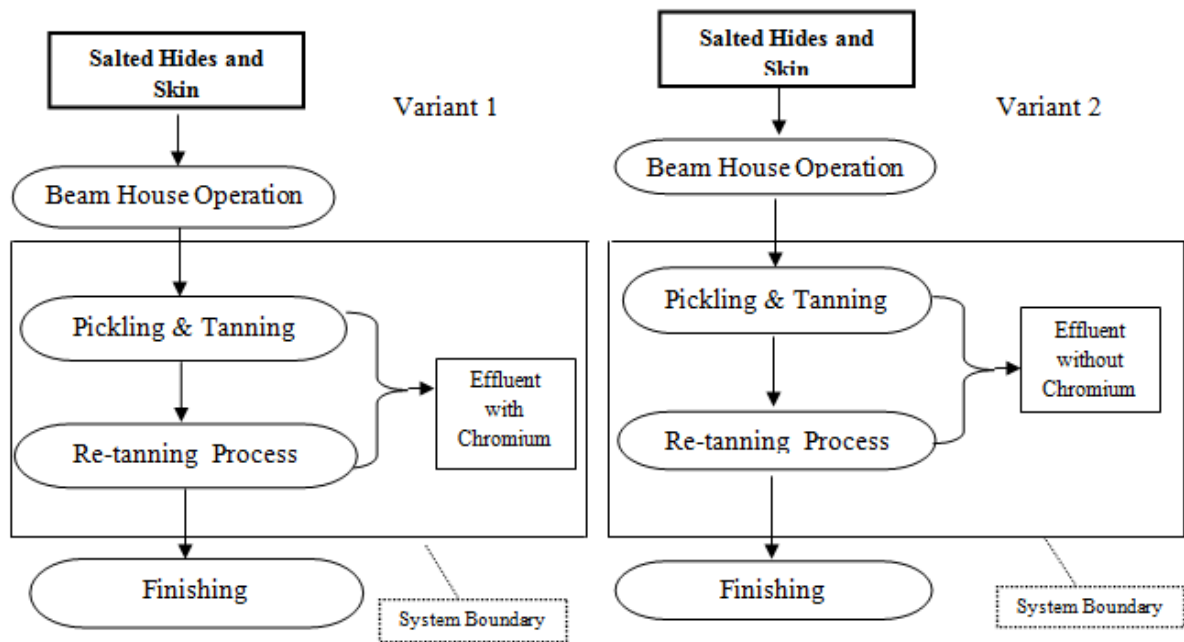 Salted Hides and
Skin
Variant 1
Beam House Operation
Pickling & Tanning
Effluent
with
Chromium
Re-tanning Process
Finishing
System Boundary
Salted Hides and
Skin
Variant 2
Beam House Operation
Pickling & Tanning
Effluent
without
Chromium
Re-tanning Process
Finishing
System Boundary